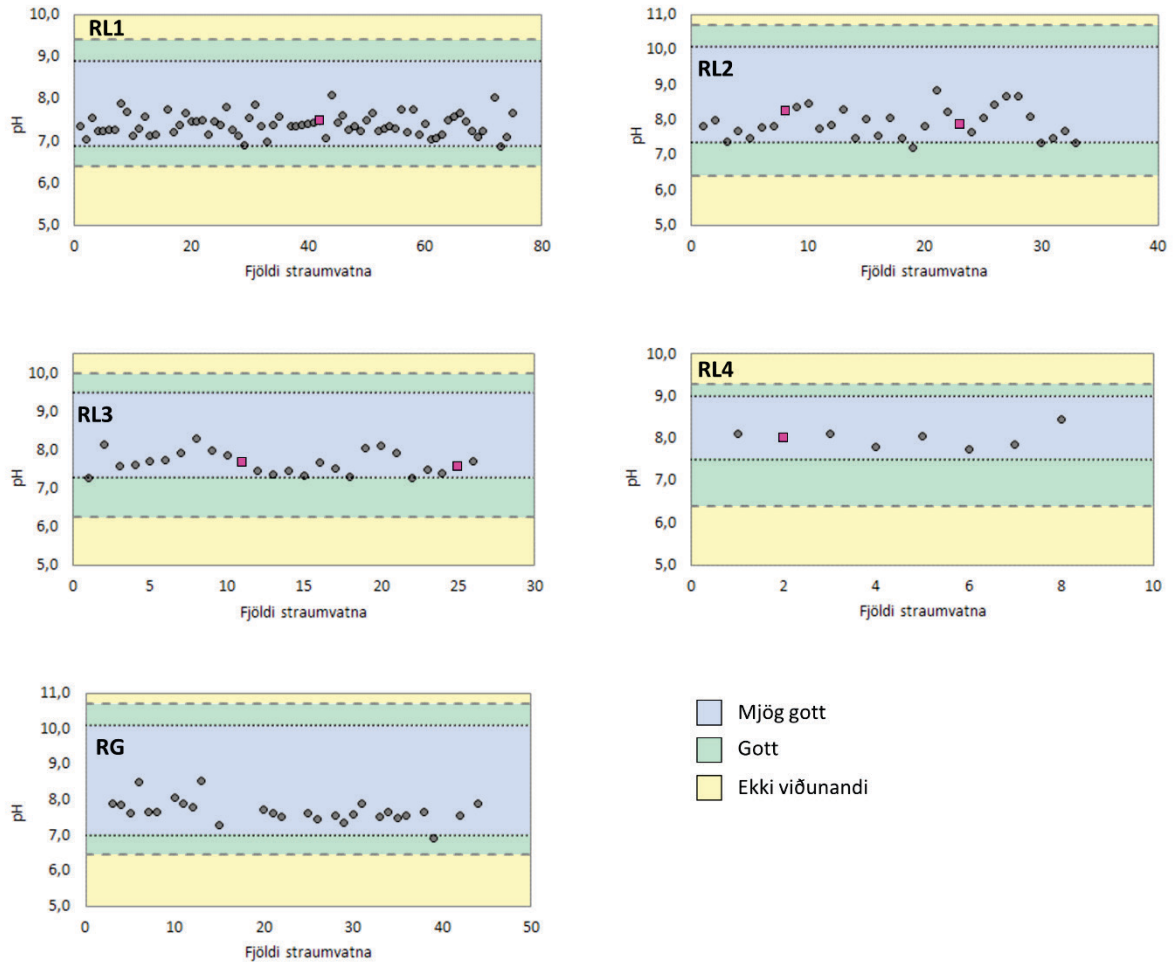 RL1
10,0
9,0
8,0
7,0
6,0
5,0
pH
0 20 40 60 80
Fjöldi straumvatna
RL2
11,0
10,0
9,0
8,0
7,0
6,0
5,0
pH
0 10 20 30 40
Fjöldi straumvatna
RL3
10,0
9,0
8,0
7,0
6,0
5,0
pH
0 5 10 15 20 25 30
Fjöldi straumvatna
RL4
10,0
9,0
8,0
7,0
6,0
5,0
pH
0 2 4 6 8 10
Fjöldi straumvatna
RG
11,0
10,0
9,0
8,0
7,0
6,0
5,0
pH
0 10 20 30 40 50
Fjöldi straumvatna
Mjög gott
Gott
Ekki viðunandi